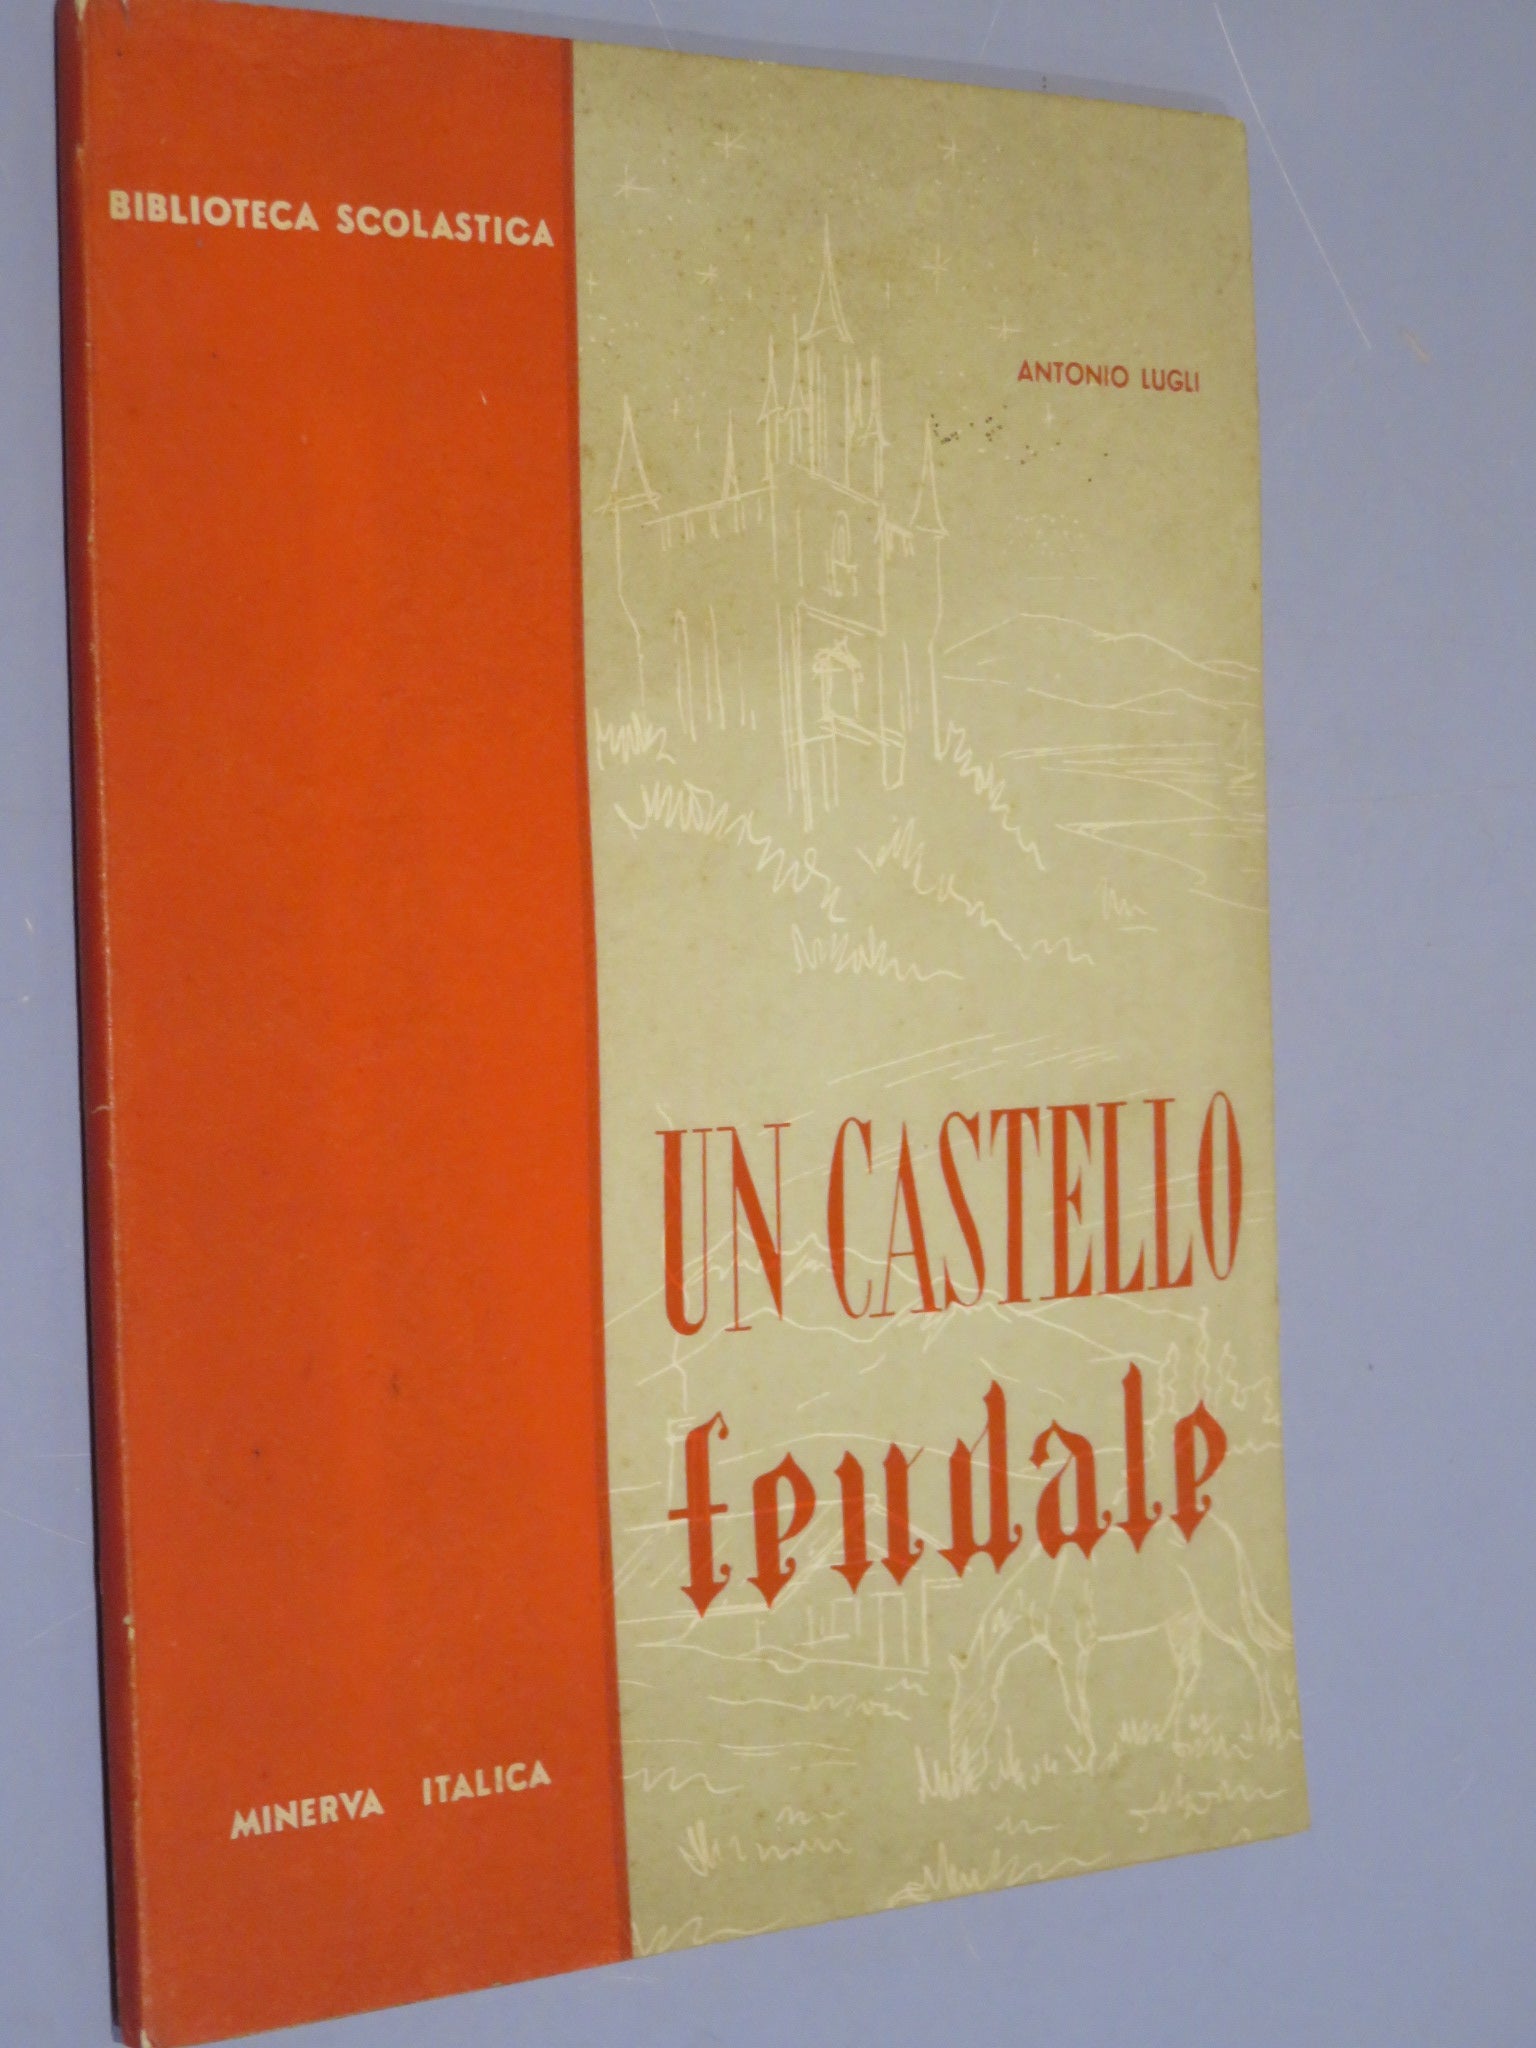 BIBLIOTECA SCOLASTICA
ANTONIO LUGLI
UN CASTELLO
feudale
MINERVA ITALICA